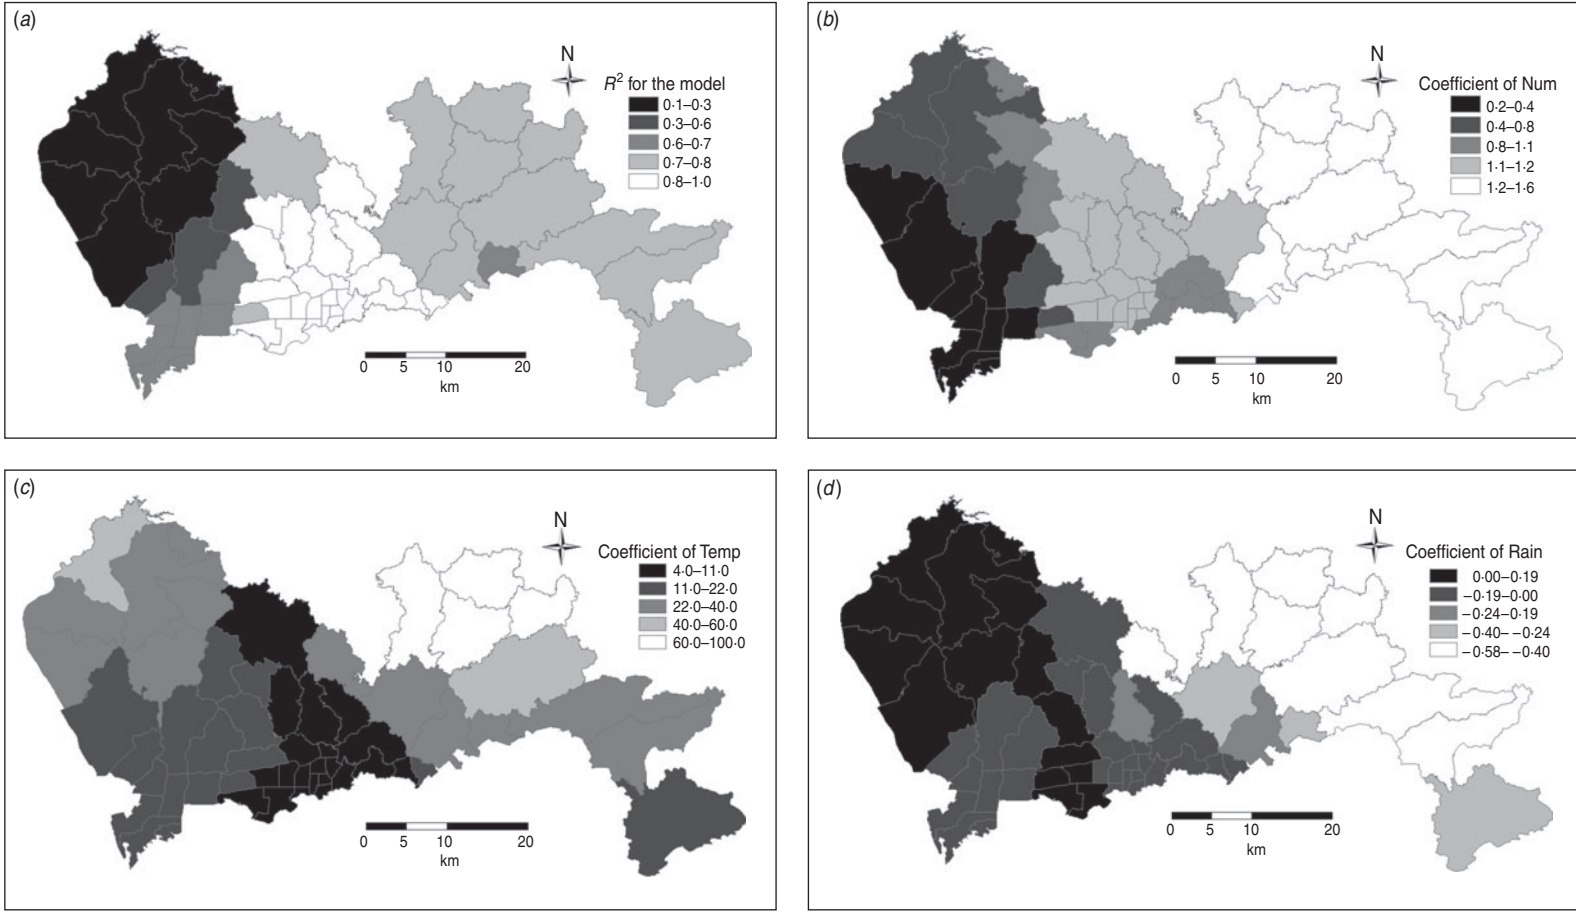 (a)
N
R² for the model
0·1–0·3
0·3–0·6
0·6–0·7
0·7–0·8
0·8–1·0
0 5 10 20
km
(b)
N
Coefficient of Num
0·2–0·4
0·4–0·8
0·8–1·1
1·1–1·2
1·2–1·6
0 5 10 20
km
(c)
N
Coefficient of Temp
4·0–11·0
11·0–22·0
22·0–40·0
40·0–60·0
60·0–100·0
0 5 10 20
km
(d)
N
Coefficient of Rain
0·00–0·19
–0·19–0·00
–0·24–0·19
–0·40– –0·24
–0·58– –0·40
0 5 10 20
km